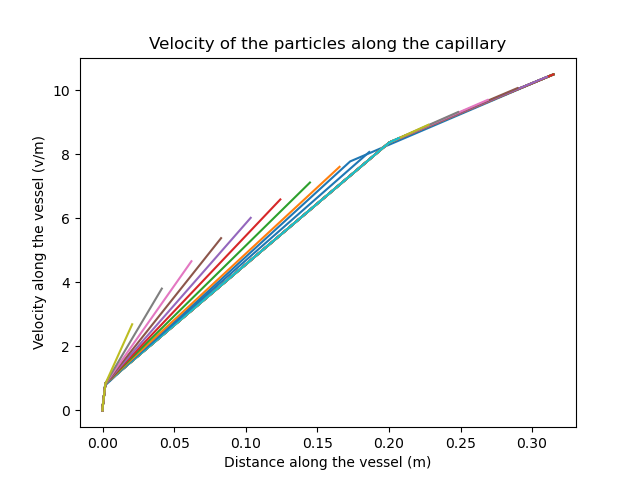 Velocity of the particles along the capillary
Velocity along the vessel (v/m)
10
8
6
4
2
0
0.00 0.05 0.10 0.15 0.20 0.25 0.30
Distance along the vessel (m)